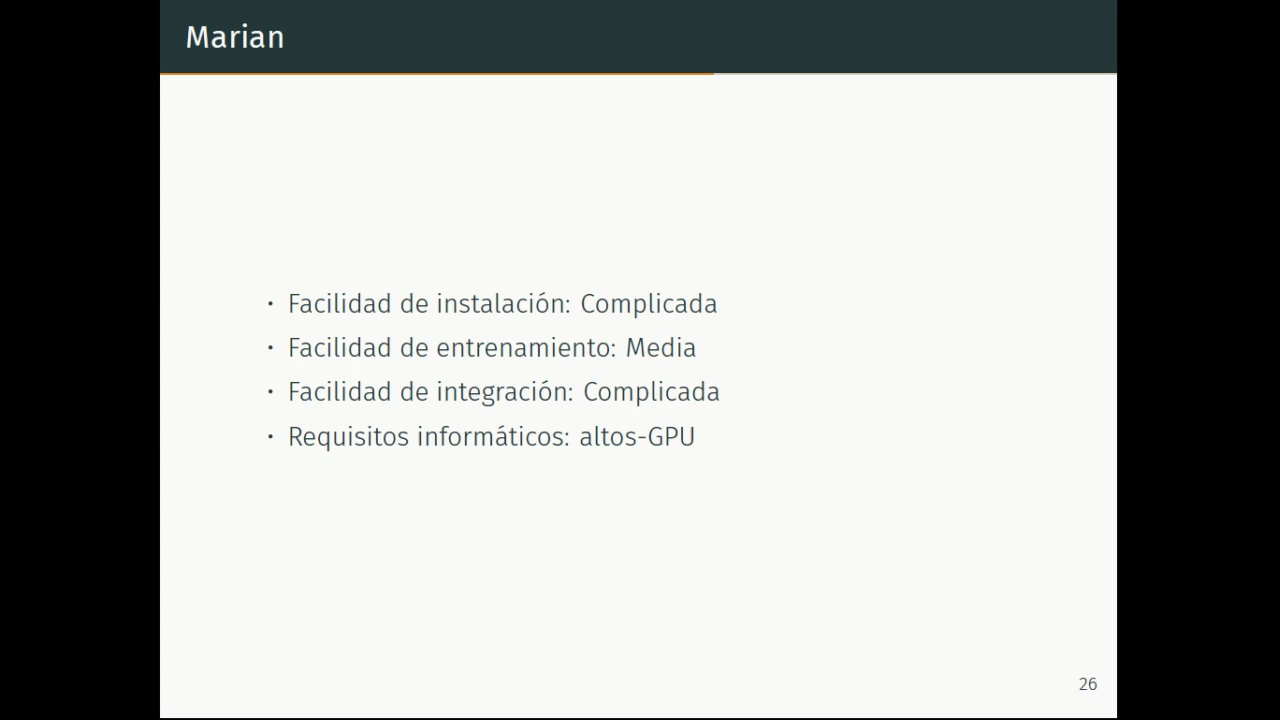 Marian
· Facilidad de instalación: Complicada
· Facilidad de entrenamiento: Media
· Facilidad de integración: Complicada
· Requisitos informáticos: altos-GPU
26